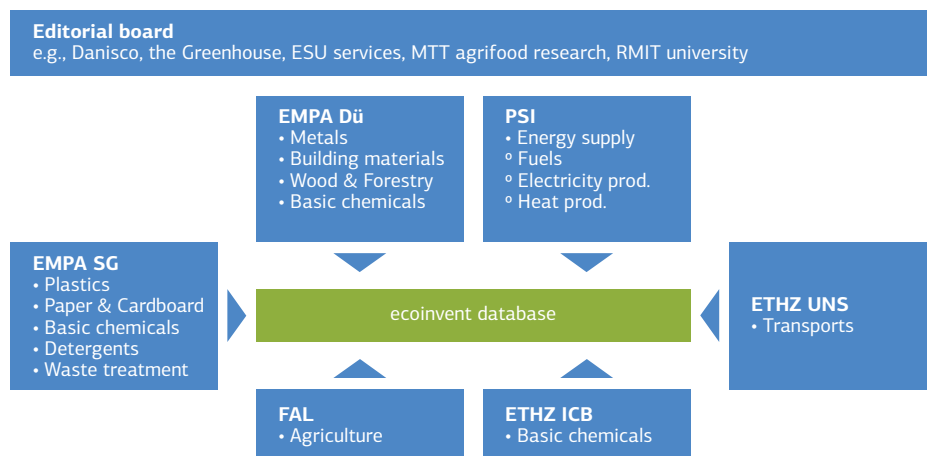 Editorial board
e.g., Danisco, the Greenhouse, ESU services, MTT agrifood research, RMIT university
EMPA Dü
• Metals
• Building materials
• Wood & Forestry
• Basic chemicals
PSI
• Energy supply
º Fuels
º Electricity prod.
º Heat prod.
EMPA SG
• Plastics
• Paper & Cardboard
• Basic chemicals
• Detergents
• Waste treatment
ecoinvent database
ETHZ UNS
• Transports
FAL
• Agriculture
ETHZ ICB
• Basic chemicals